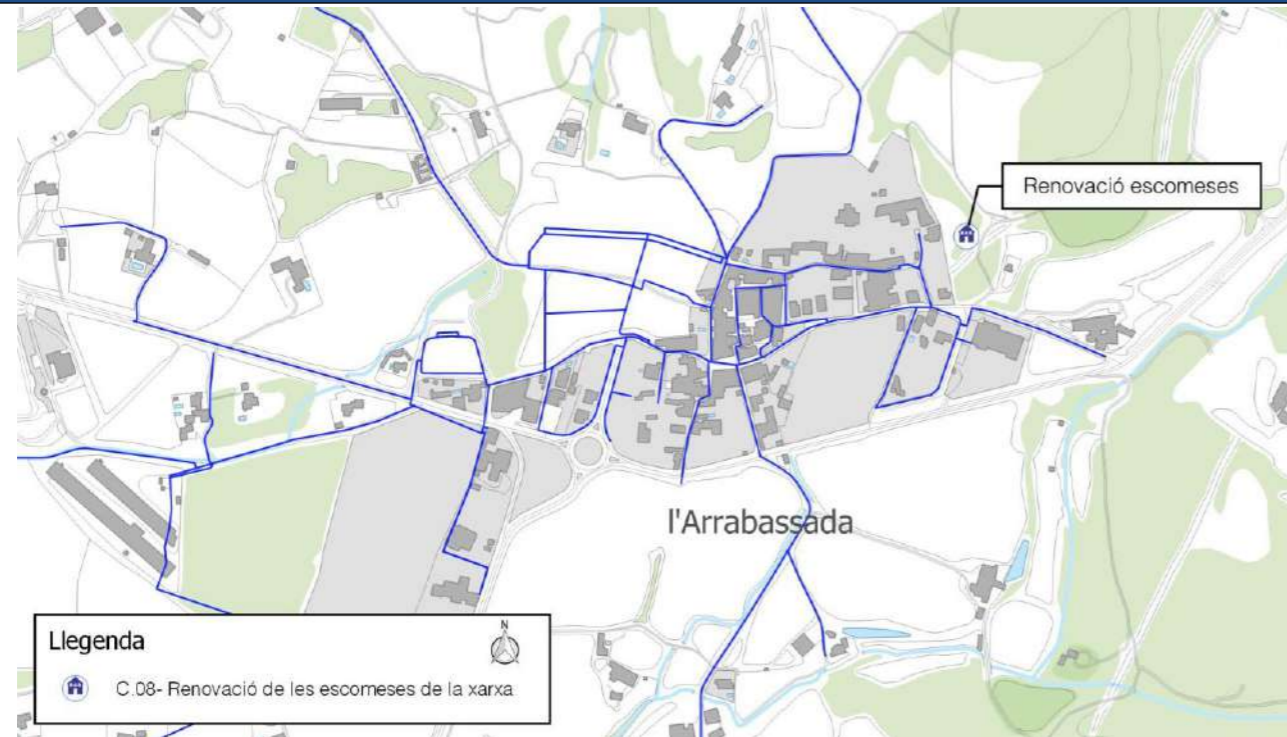 Renovació escomeses
l'Arrabassada
Llegenda
N
C.08- Renovació de les escomeses de la xarxa